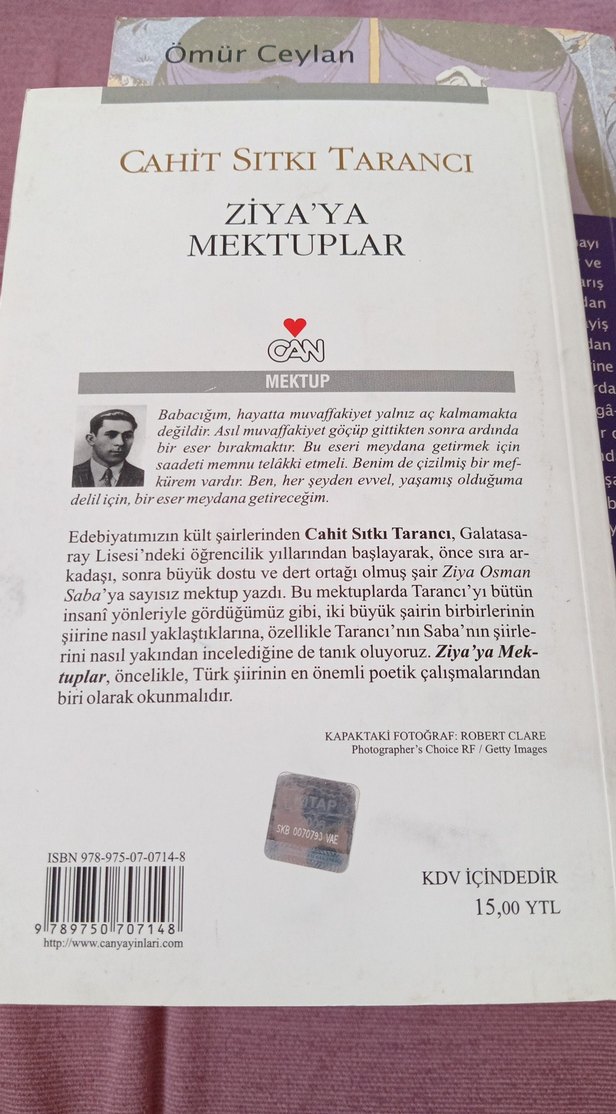 Ömür Ceylan
CAHİT SITKI TARANCI
ZİYA'YA
MEKTUPLAR
CAN
MEKTUP
Babacığım, hayatta muvaffakiyet yalnız aç kalmamakta
değildir. Asıl muvaffakiyet göçüp gittikten sonra ardında
bir eser bırakmaktır. Bu eseri meydana getirmek için
saadeti memnu telâkki etmeli. Benim de çizilmiş bir mef-
kûrem vardır. Ben, her şeyden evvel, yaşamış olduğuma
delil için, bir eser meydana getireceğim.
Edebiyatımızın kült şairlerinden Cahit Sıtkı Tarancı, Galatasa-
ray Lisesi'ndeki öğrencilik yıllarından başlayarak, önce sıra ar-
kadaşı, sonra büyük dostu ve dert ortağı olmuş şair Ziya Osman
Saba'ya sayısız mektup yazdı. Bu mektuplarda Tarancı'yı bütün
insanî yönleriyle gördüğümüz gibi, iki büyük şairin birbirlerinin
şiirine nasıl yaklaştıklarına, özellikle Tarancı'nın Saba'nın şiirle-
rini nasıl yakından incelediğine de tanık oluyoruz. Ziya'ya Mek-
tuplar, öncelikle, Türk şiirinin en önemli poetik çalışmalarından
biri olarak okunmalıdır.
KAPAKTAKİ FOTOĞRAF: ROBERT CLARE
Photographer's Choice RF / Getty Images
KİTAP
SKB 0070793 VAE
ISBN 978-975-07-0714-8
9 789750 707148
http://www.canyayinlari.com
KDV İÇİNDEDİR
15,00 YTL